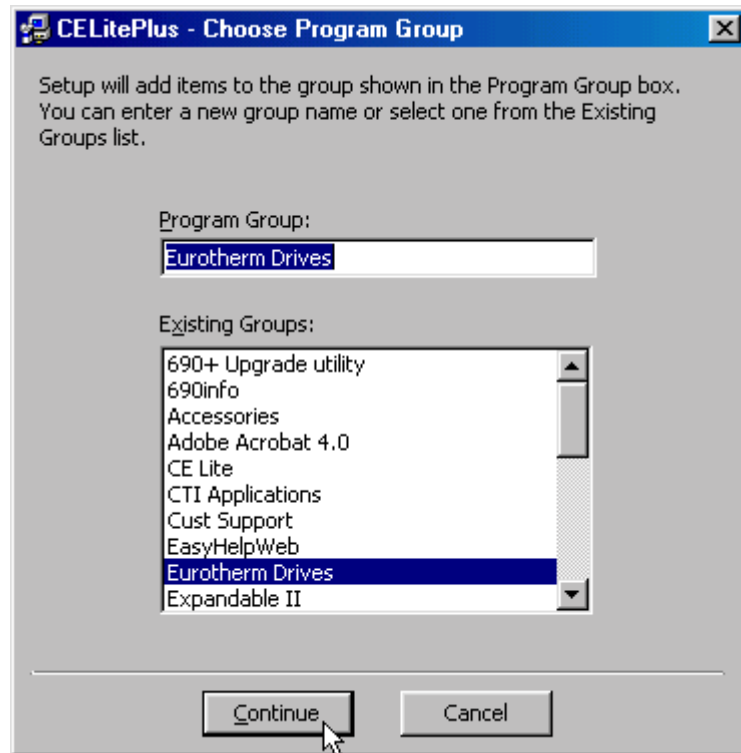 CELitePlus - Choose Program Group
Setup will add items to the group shown in the Program Group box.
You can enter a new group name or select one from the Existing
Groups list.
Program Group:
Eurotherm Drives
Existing Groups:
690+ Upgrade utility
690info
Accessories
Adobe Acrobat 4.0
CE Lite
CTI Applications
Cust Support
EasyHelpWeb
Eurotherm Drives
Expandable II
Continue
Cancel